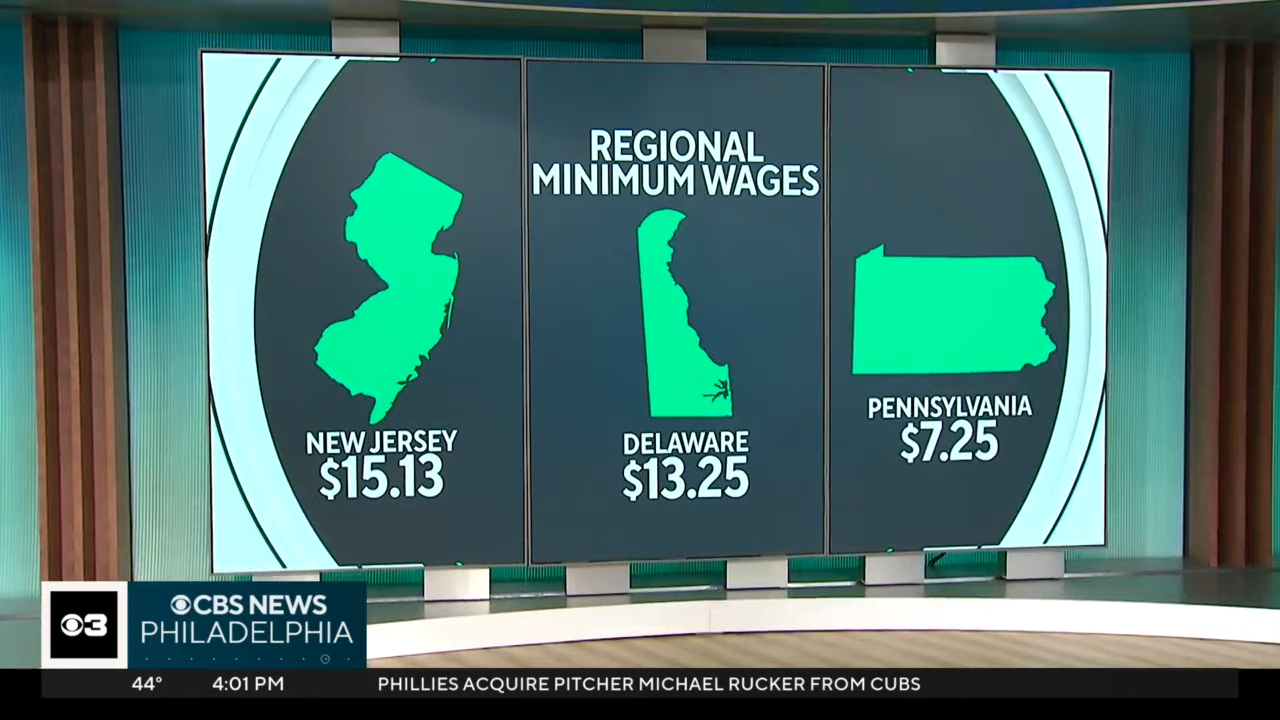 REGIONAL
MINIMUM WAGES
NEW JERSEY
$15.13
DELAWARE
$13.25
PENNSYLVANIA
$7.25
3
CBS NEWS
PHILADELPHIA
44° 4:01 PM PHILLIES ACQUIRE PITCHER MICHAEL RUCKER FROM CUBS